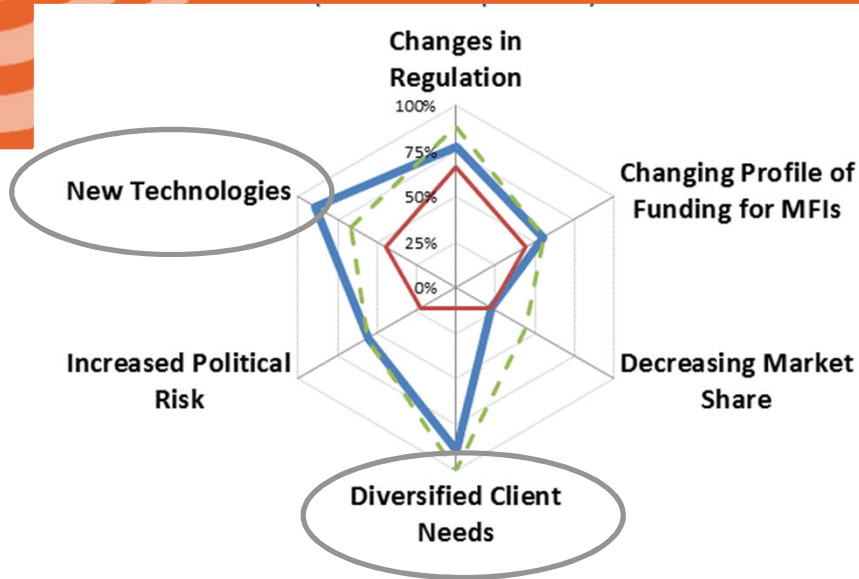 Changes in
Regulation
100%
75%
50%
25%
0%
New Technologies
Changing Profile of
Funding for MFIs
Increased Political
Risk
Decreasing Market
Share
Diversified Client
Needs